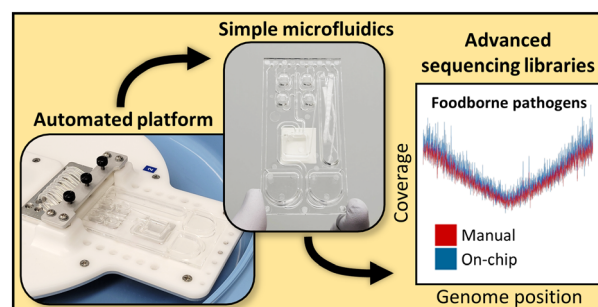 Simple microfluidics
Automated platform
Advanced
sequencing libraries
Foodborne pathogens
Coverage
Manual
On-chip
Genome position